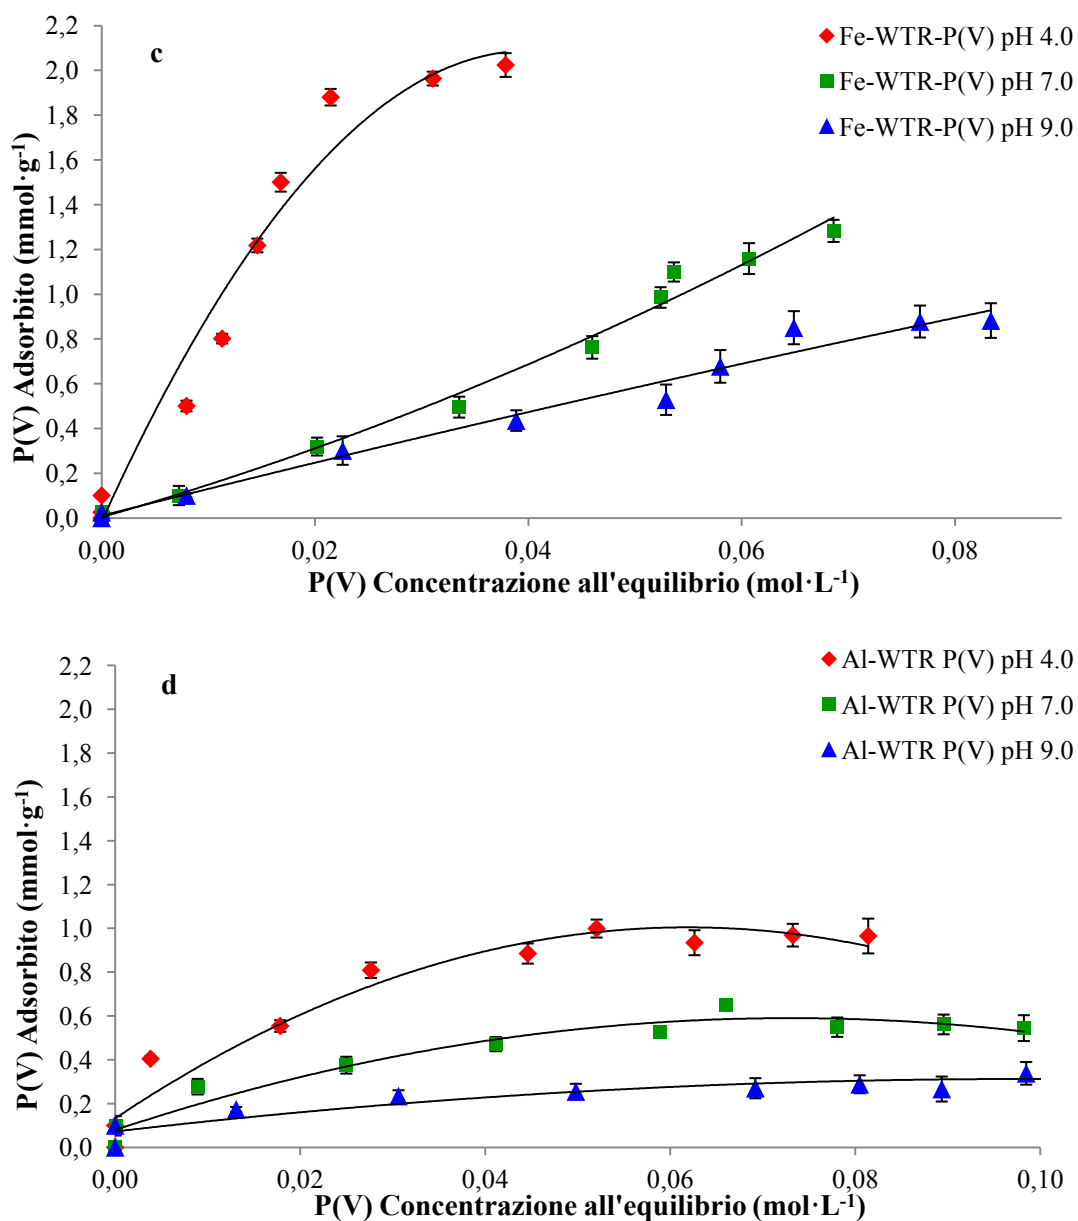 c
Fe-WTR-P(V) pH 4.0
Fe-WTR-P(V) pH 7.0
Fe-WTR-P(V) pH 9.0
P(V) Adsorbito (mmol·g-1)
2,2
2,0
1,8
1,6
1,4
1,2
1,0
0,8
0,6
0,4
0,2
0,0
0,00 0,02 0,04 0,06 0,08
P(V) Concentrazione all'equilibrio (mol·L-1)
d
Al-WTR P(V) pH 4.0
Al-WTR P(V) pH 7.0
Al-WTR P(V) pH 9.0
P(V) Adsorbito (mmol·g-1)
2,2
2,0
1,8
1,6
1,4
1,2
1,0
0,8
0,6
0,4
0,2
0,0
0,00 0,02 0,04 0,06 0,08 0,10
P(V) Concentrazione all'equilibrio (mol·L-1)